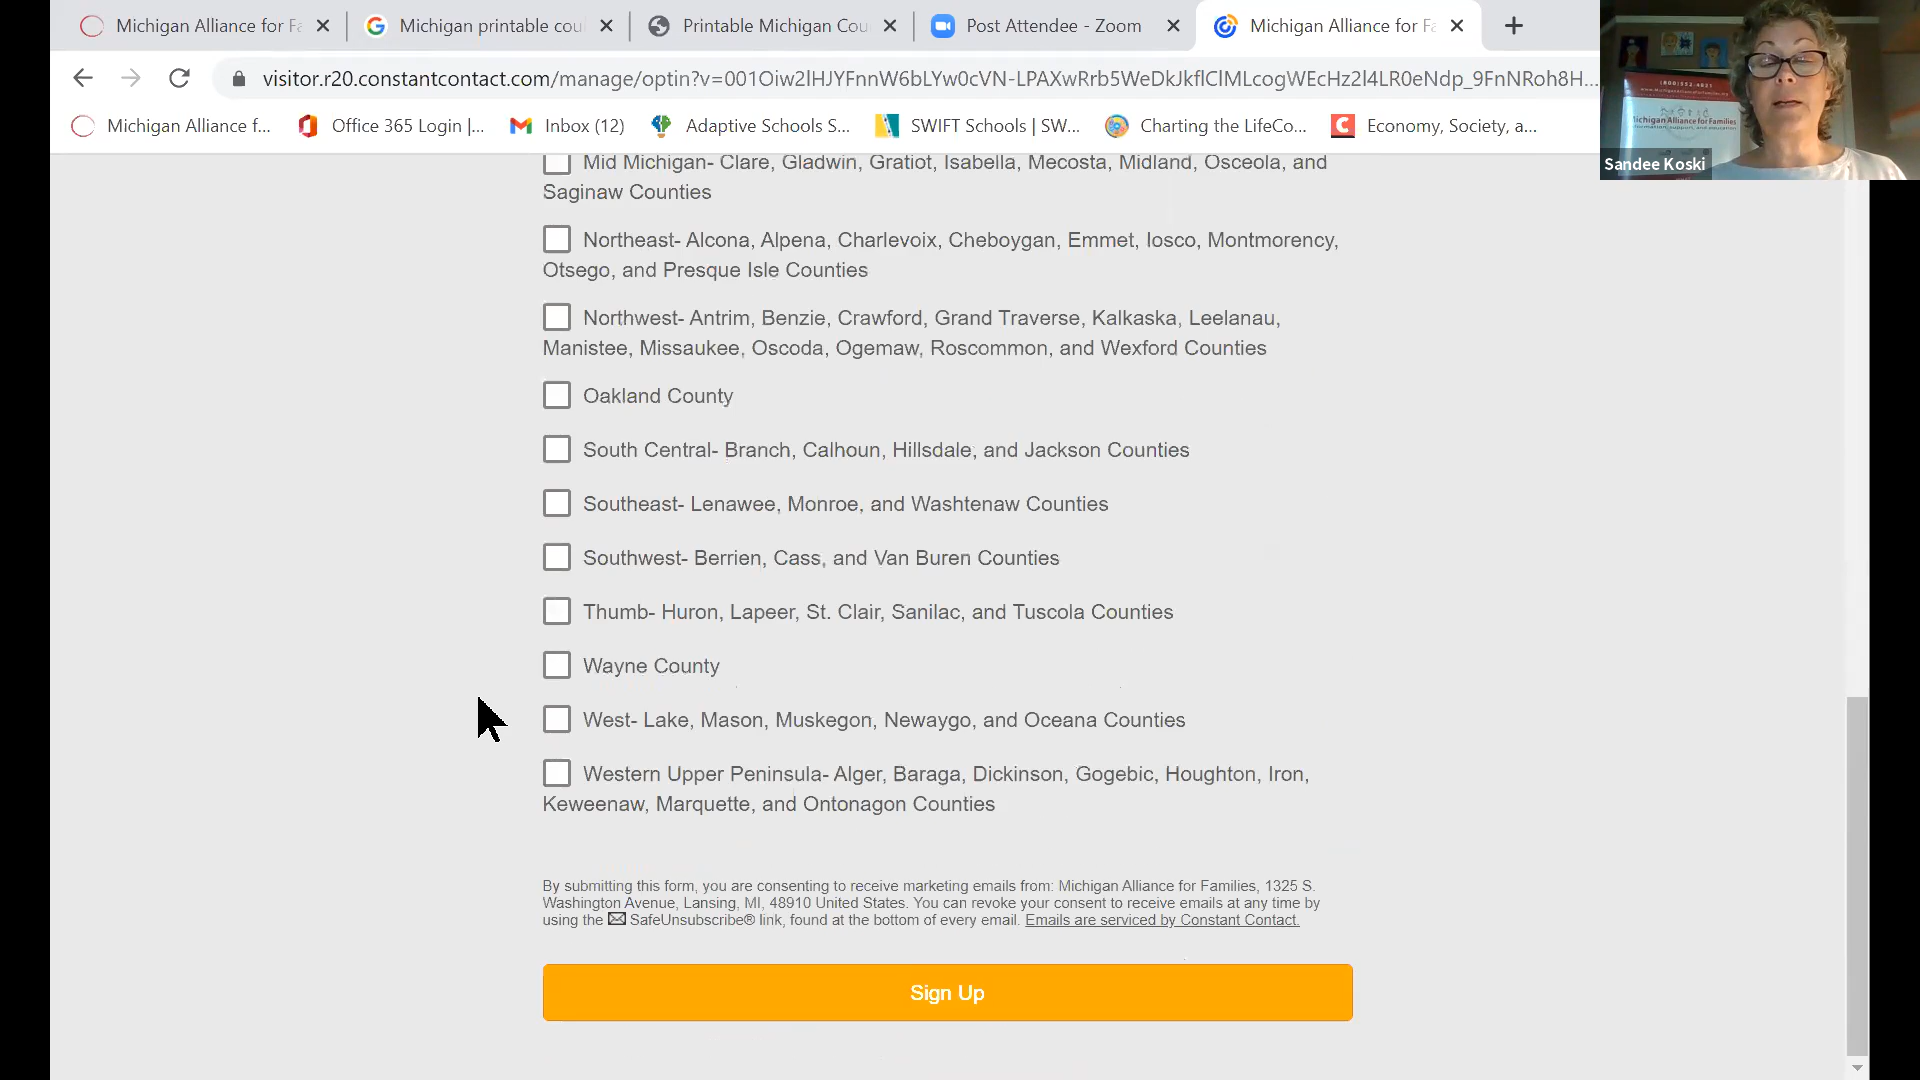 Michigan Alliance for Fa
Michigan printable cou
Printable Michigan Cou
Post Attendee - Zoom
Michigan Alliance for Fa
visitor.r20.constantcontact.com/manage/optin?v=
Michigan Alliance f...
Office 365 Login |...
Inbox (12)
Adaptive Schools S...
SWIFT Schools | SW...
Charting the LifeCo...
Economy, Society, a...
Michigan Alliance for Families
Sandee Koski
Mid Michigan- Clare, Gladwin, Gratiot, Isabella, Mecosta, Midland, Osceola, and
Saginaw Counties
Northeast- Alcona, Alpena, Charlevoix, Cheboygan, Emmet, Iosco, Montmorency,
Otsego, and Presque Isle Counties
Northwest- Antrim, Benzie, Crawford, Grand Traverse, Kalkaska, Leelanau,
Manistee, Missaukee, Oscoda, Ogemaw, Roscommon, and Wexford Counties
Oakland County
South Central- Branch, Calhoun, Hillsdale, and Jackson Counties
Southeast- Lenawee, Monroe, and Washtenaw Counties
Southwest- Berrien, Cass, and Van Buren Counties
Thumb- Huron, Lapeer, St. Clair, Sanilac, and Tuscola Counties
Wayne County
West- Lake, Mason, Muskegon, Newaygo, and Oceana Counties
Western Upper Peninsula- Alger, Baraga, Dickinson, Gogebic, Houghton, Iron,
Keweenaw, Marquette, and Ontonagon Counties
By submitting this form, you are consenting to receive marketing emails from: Michigan Alliance for Families, 1325 S.
Washington Avenue, Lansing, MI, 48910 United States. You can revoke your consent to receive emails at any time by
using the SafeUnsubscribe® link, found at the bottom of every email. Emails are serviced by Constant Contact.
Sign Up